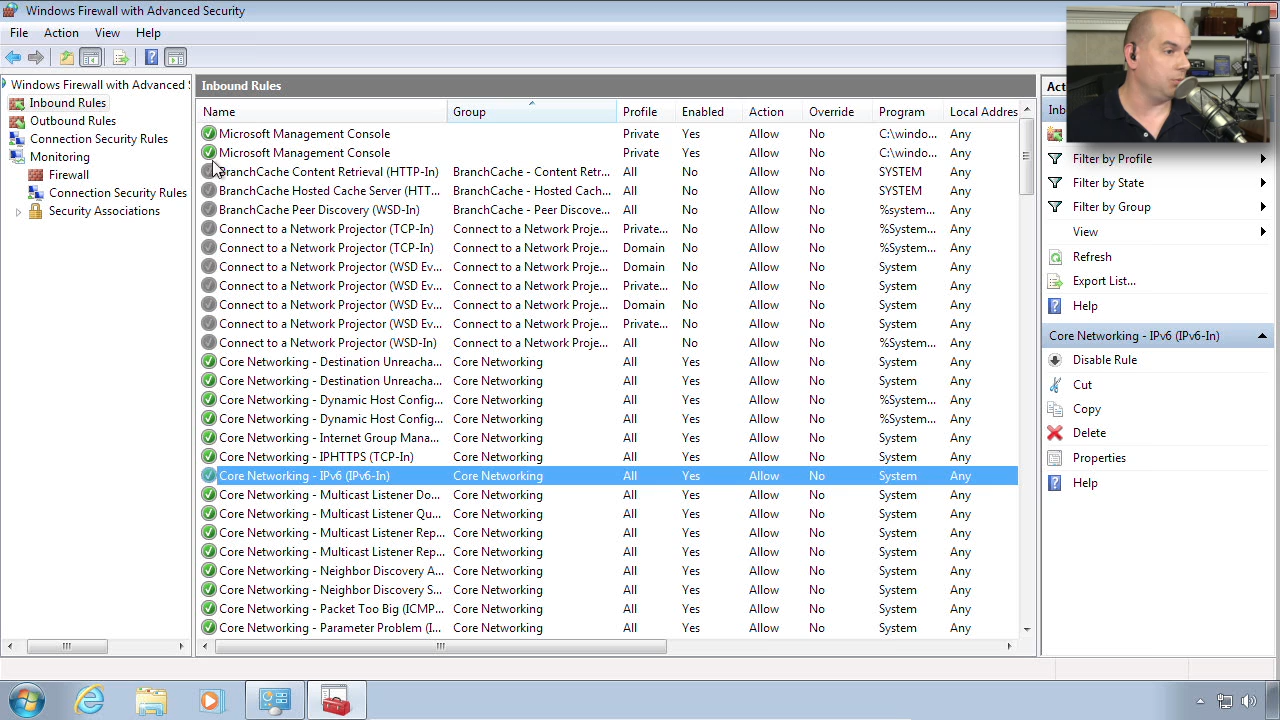 Windows Firewall with Advanced Security
File Action View Help
Windows Firewall with Advanced
Inbound Rules
Outbound Rules
Connection Security Rules
Monitoring
Firewall
Connection Security Rules
Security Associations
Inbound Rules
Name Group Profile Enabled Action Override Program Local Addres
Microsoft Management Console Private Yes Allow No C:\windo... Any
Microsoft Management Console Private Yes Allow No C:\windo... Any
BranchCache Content Retrieval (HTTP-In) BranchCache - Content Retr... All No Allow No SYSTEM Any
BranchCache Hosted Cache Server (HTT... BranchCache - Hosted Cach... All No Allow No SYSTEM Any
BranchCache Peer Discovery (WSD-In) BranchCache - Peer Discove... All No Allow No %system... Any
Connect to a Network Projector (TCP-In) Connect to a Network Proje... Private... No Allow No %System... Any
Connect to a Network Projector (TCP-In) Connect to a Network Proje... Domain No Allow No %System... Any
Connect to a Network Projector (WSD Ev... Connect to a Network Proje... Domain No Allow No System Any
Connect to a Network Projector (WSD Ev... Connect to a Network Proje... Private... No Allow No System Any
Connect to a Network Projector (WSD Ev... Connect to a Network Proje... Domain No Allow No System Any
Connect to a Network Projector (WSD Ev... Connect to a Network Proje... Private... No Allow No System Any
Connect to a Network Projector (WSD-In) Connect to a Network Proje... All No Allow No %System... Any
Core Networking - Destination Unreac... Core Networking All Yes Allow No System Any
Core Networking - Destination Unreacha... Core Networking All Yes Allow No System Any
Core Networking - Dynamic Host Config... Core Networking All Yes Allow No %System... Any
Core Networking - Dynamic Host Config... Core Networking All Yes Allow No %System... Any
Core Networking - Internet Group Mana... Core Networking All Yes Allow No System Any
Core Networking - IPHTTPS (TCP-In) Core Networking All Yes Allow No System Any
Core Networking - IPv6 (IPv6-In) Core Networking All Yes Allow No System Any
Core Networking - Multicast Listener Do... Core Networking All Yes Allow No System Any
Core Networking - Multicast Listener Qu... Core Networking All Yes Allow No System Any
Core Networking - Multicast Listener Rep... Core Networking All Yes Allow No System Any
Core Networking - Multicast Listener Rep... Core Networking All Yes Allow No System Any
Core Networking - Neighbor Discovery A... Core Networking All Yes Allow No System Any
Core Networking - Neighbor Discovery S... Core Networking All Yes Allow No System Any
Core Networking - Packet Too Big (ICMP... Core Networking All Yes Allow No System Any
Core Networking - Parameter Problem (I... Core Networking All Yes Allow No System Any
Filter by Profile
Filter by State
Filter by Group
View
Refresh
Export List...
Help
Core Networking - IPv6 (IPv6-In)
Disable Rule
Cut
Copy
Delete
Properties
Help